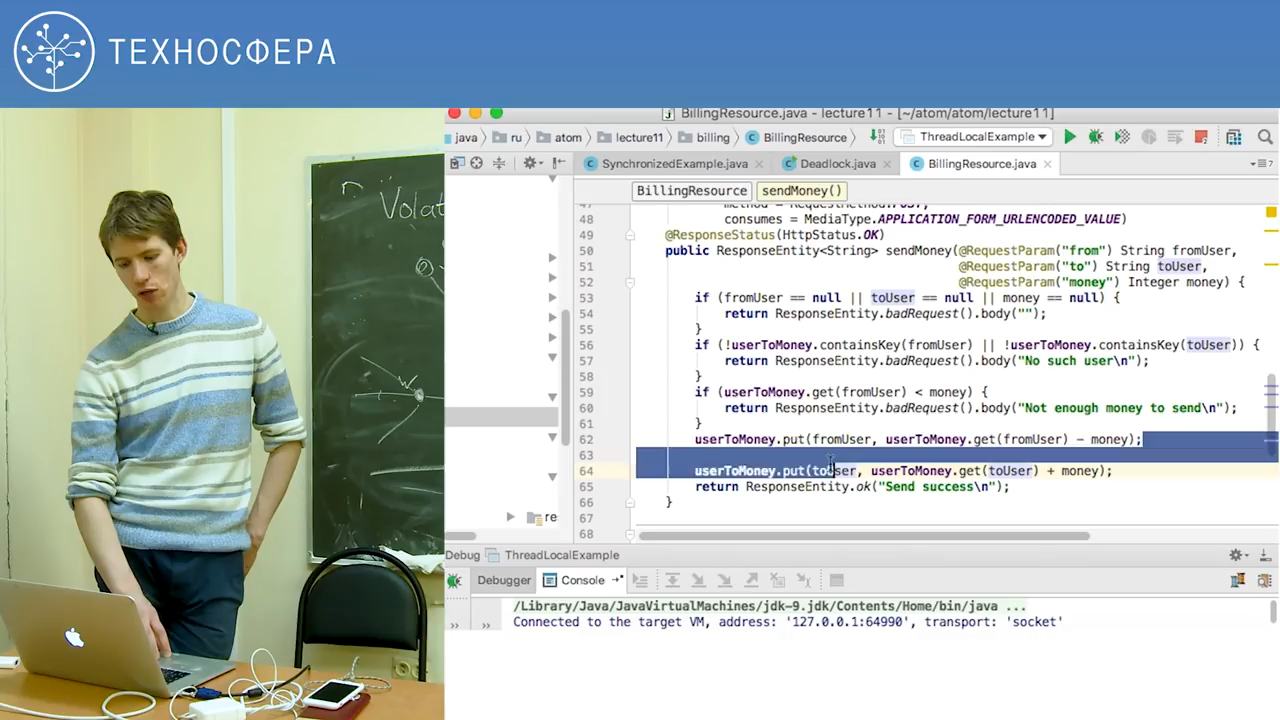 ТЕХНОСФЕРА
Volat
BillingResource.java - lecture11 - [~/atom/atom/lecture11]
java ru atom lecture11 billing BillingResource ThreadLocalExample
SynchronizedExample.java Deadlock.java BillingResource.java
BillingResource sendMoney()
47 method = RequestMethod.POST,
48 consumes = MediaType.APPLICATION_FORM_URLENCODED_VALUE)
49 @ResponseStatus(HttpStatus.OK)
50 public ResponseEntity<String> sendMoney(@RequestParam("from") String fromUser,
51 @RequestParam("to") String toUser,
52 @RequestParam("money") Integer money) {
53 if (fromUser == null || toUser == null || money == null) {
54 return ResponseEntity.badRequest().body("");
55 }
56 if (!userToMoney.containsKey(fromUser) || !userToMoney.containsKey(toUser)) {
57 return ResponseEntity.badRequest().body("No such user\n");
58 }
59 if (userToMoney.get(fromUser) < money) {
60 return ResponseEntity.badRequest().body("Not enough money to send\n");
61 }
62 userToMoney.put(fromUser, userToMoney.get(fromUser) - money);
63
64 userToMoney.put(toUser, userToMoney.get(toUser) + money);
65 return ResponseEntity.ok("Send success\n");
66 }
67
68
re
Debug ThreadLocalExample
Debugger Console
/Library/Java/JavaVirtualMachines/jdk-9.jdk/Contents/Home/bin/java ...
Connected to the target VM, address: '127.0.0.1:64990', transport: 'socket'